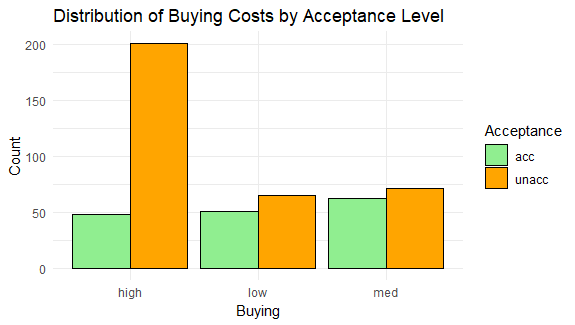 Distribution of Buying Costs by Acceptance Level
Count
200
150
100
50
0
high
low
med
Buying
Acceptance
acc
unacc